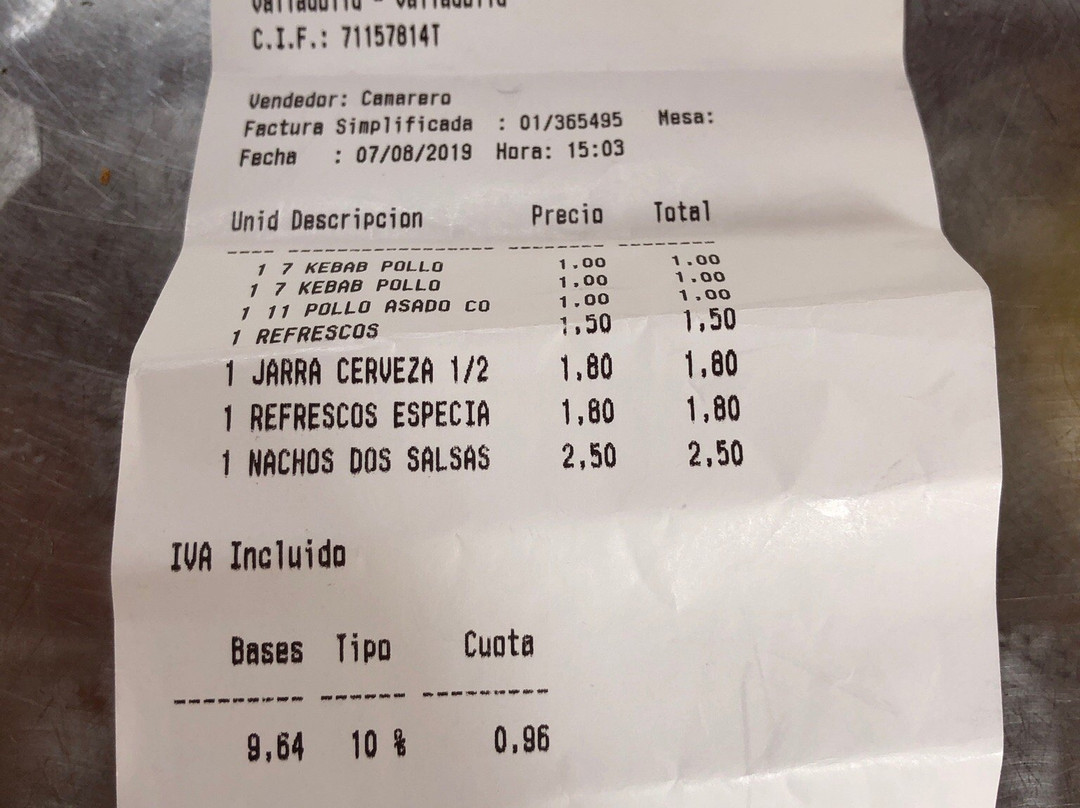 Valladolid - Valladolid
C.I.F.: 71157814T
Vendedor: Camarero
Factura Simplificada : 01/365495 Mesa:
Fecha : 07/08/2019 Hora: 15:03
Unid Descripcion Precio Total
---- -------------------- --------- ---------
1 7 KEBAB POLLO 1,00 1,00
1 7 KEBAB POLLO 1,00 1,00
1 11 POLLO ASADO CO 1,00 1,00
1 REFRESCOS 1,50 1,50
1 JARRA CERVEZA 1/2 1,80 1,80
1 REFRESCOS ESPECIA 1,80 1,80
1 NACHOS DOS SALSAS 2,50 2,50
IVA Incluido
Bases Tipo Cuota
--------- ------ ---------
9,64 10 % 0,96